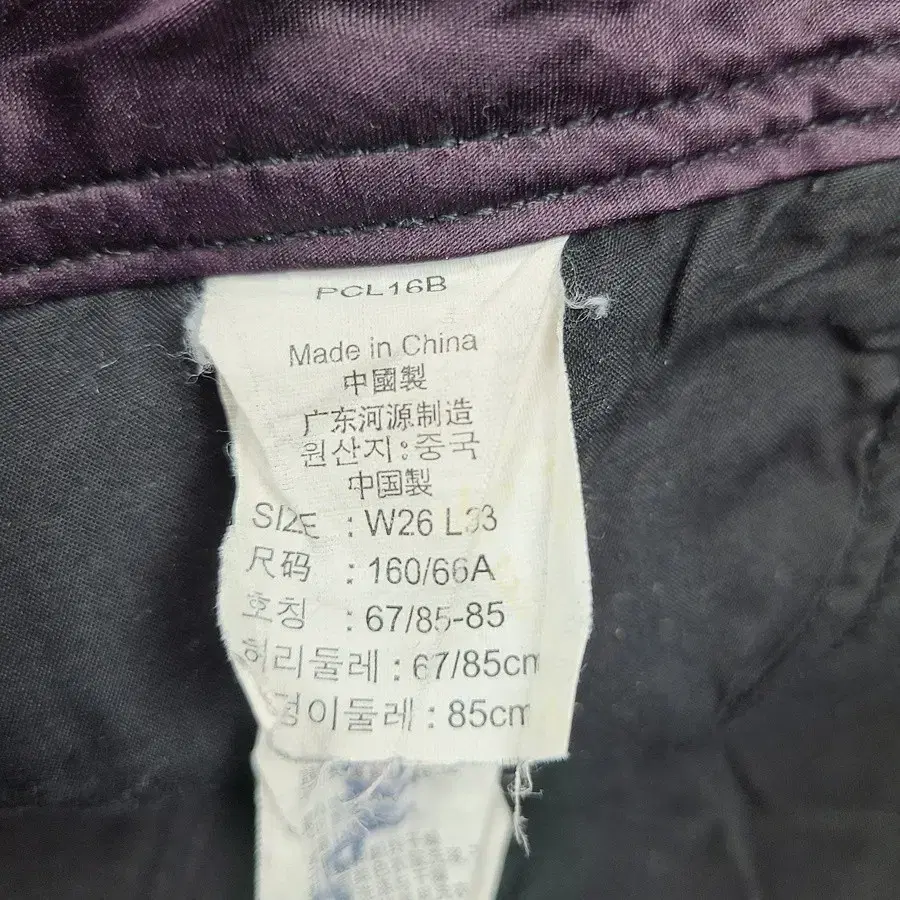 PCL16B
Made in China
中國製
广东河源制造
원산지:중국
中国製
SIZE : W26 L33
尺码 : 160/66A
호칭 : 67/85-85
허리둘레 : 67/85cm
엉덩이둘레 : 85cm